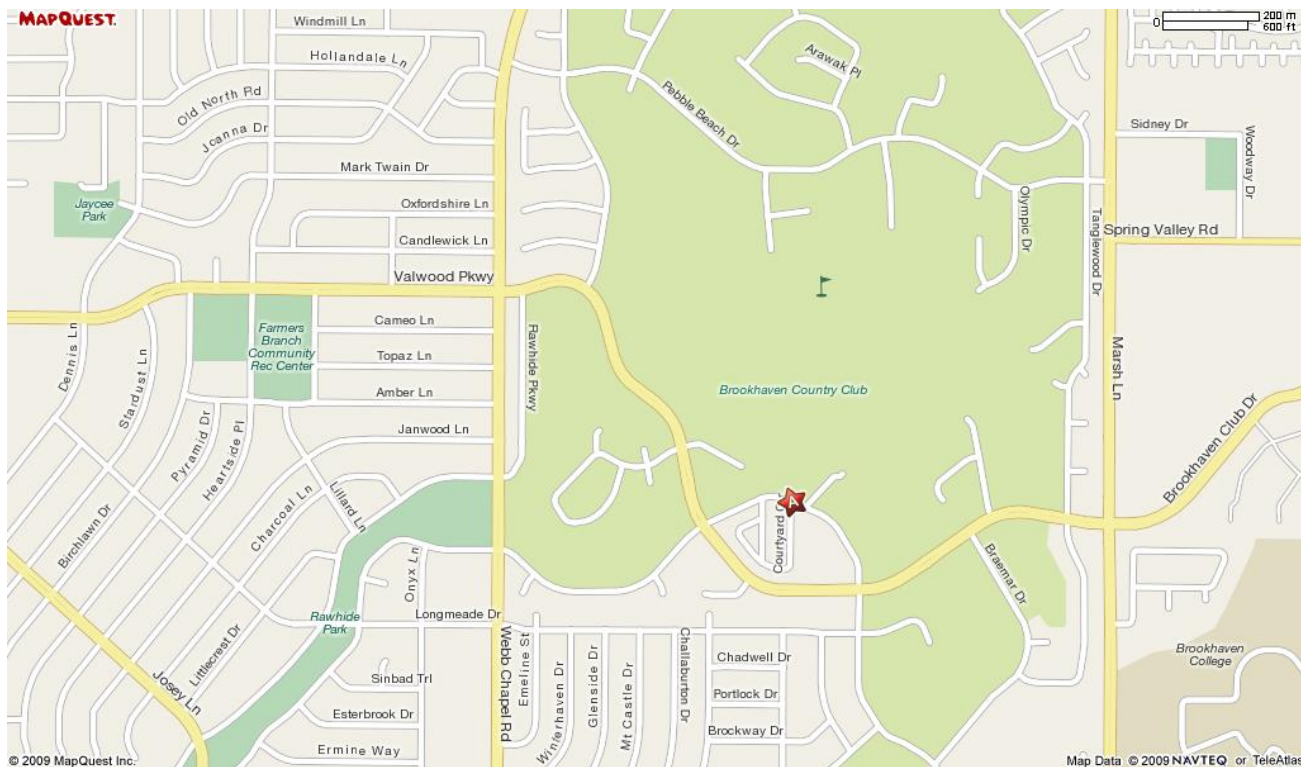 MAPQUEST.
0
200 m
600 ft
Windmill Ln
Hollandale Ln
Arawak Pl
Old North Rd
Pebble Beach Dr
Joanna Dr
Sidney Dr
Woodway Dr
Mark Twain Dr
Jaycee
Park
Oxfordshire Ln
Olympic Dr
Tanglewood Dr
Spring Valley Rd
Candlewick Ln
Valwood Pkwy
Cameo Ln
Farmers
Branch
Community
Rec Center
Dennis Ln
Stardust Ln
Rawhide Pkwy
Topaz Ln
Marsh Ln
Amber Ln
Brookhaven Country Club
Janwood Ln
Pyramid Dr
Heartside Pl
Brookhaven Club Dr
Lillard Ln
Charcoal Ln
A
Courtyard
Birchlawn Dr
Onyx Ln
Braemar Dr
Rawhide
Park
Longmeade Dr
Littlecrest Dr
Webb Chapel Rd
Emeline St
Winterhaven Dr
Glenside Dr
Mt Castle Dr
Challaburton Dr
Chadwell Dr
Brookhaven
College
Josey Ln
Sinbad Trl
Portlock Dr
Esterbrook Dr
Brockway Dr
Ermine Way
© 2009 MapQuest Inc.
Map Data © 2009 NAVTEQ or TeleAtlas